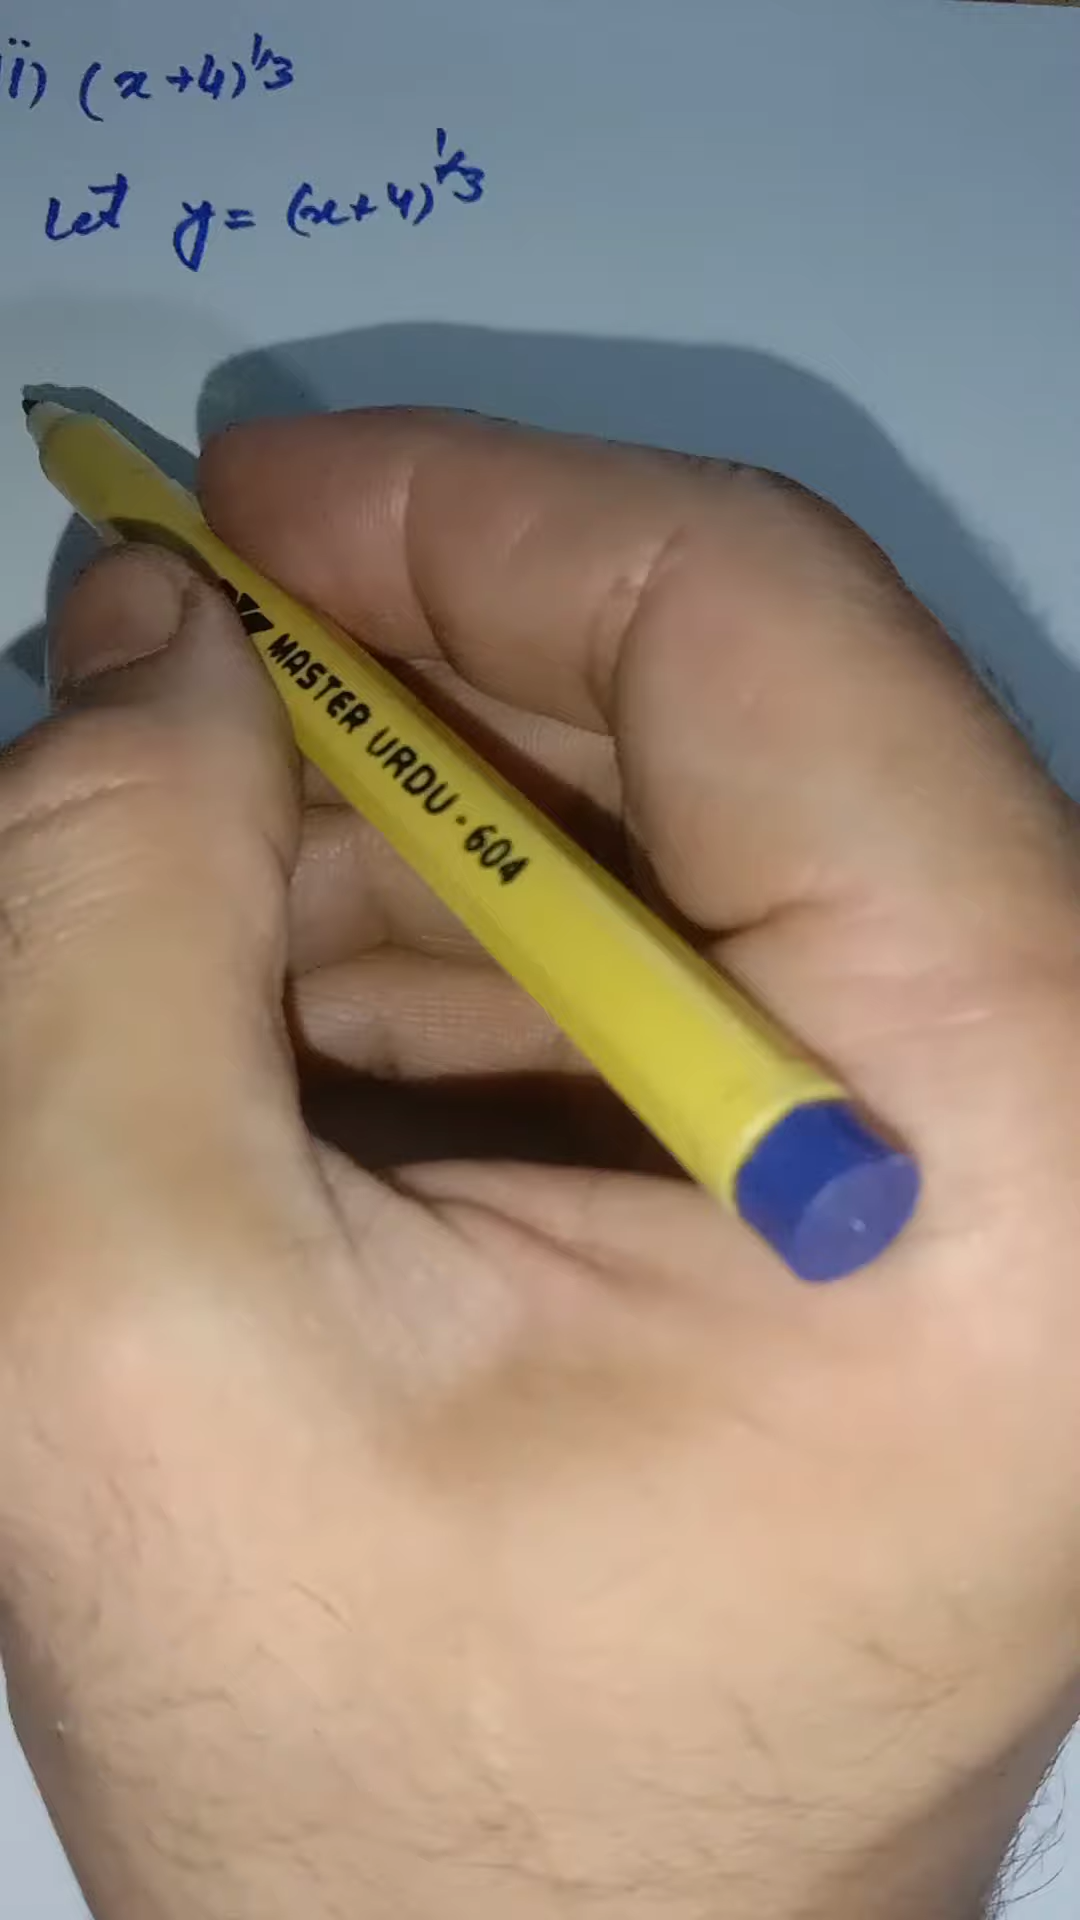 ii) (x+4)^1/3
Let y = (x+4)^1/3
MASTER URDU - 604